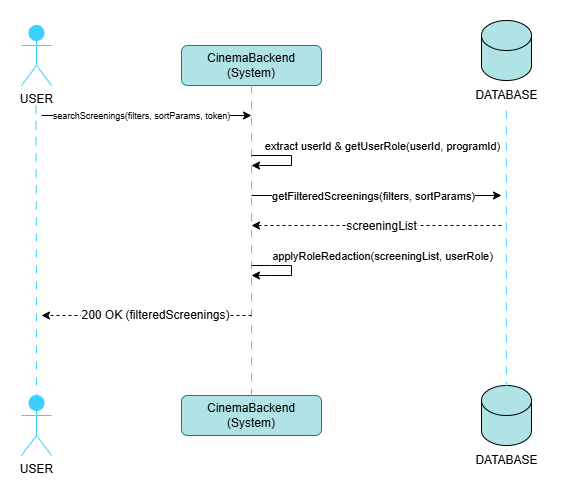 USER
CinemaBackend
(System)
DATABASE
searchScreenings(filters, sortParams, token)
extract userId & getUserRole(userId, programId)
getFilteredScreenings(filters, sortParams)
screeningList
applyRoleRedaction(screeningList, userRole)
200 OK (filteredScreenings)
USER
CinemaBackend
(System)
DATABASE